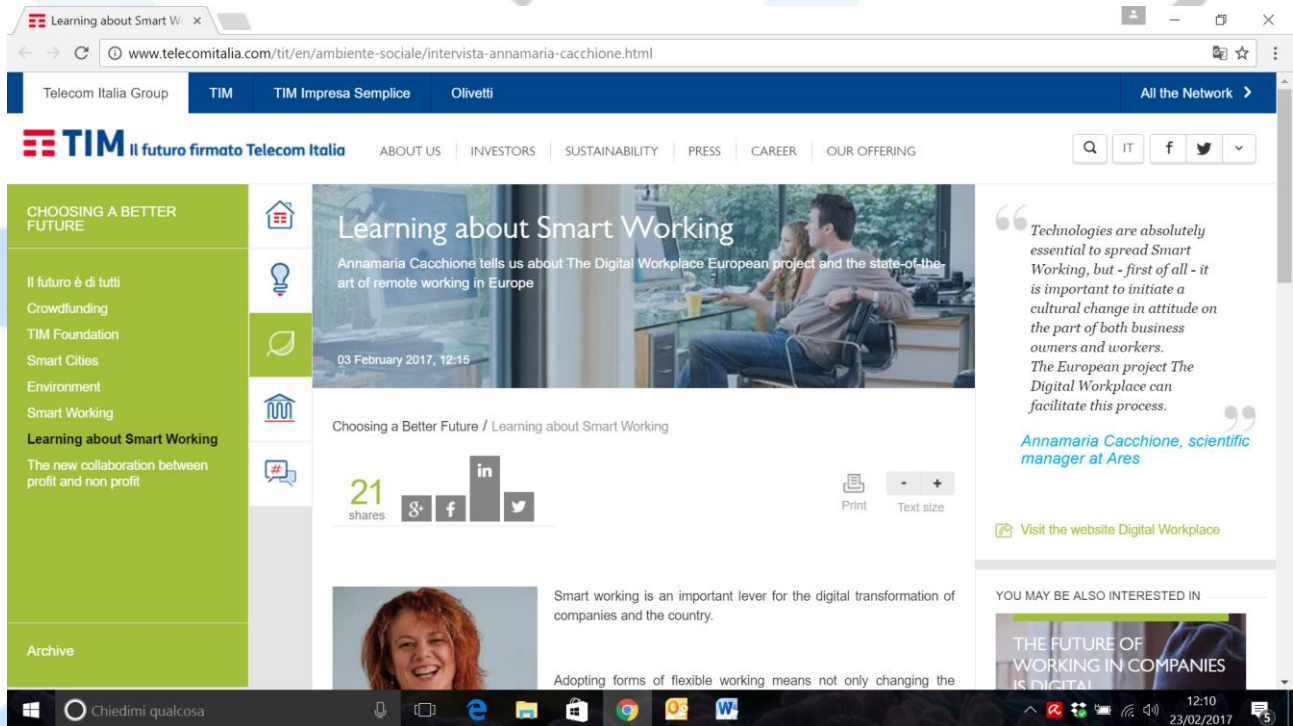 Learning about Smart W
www.telecomitalia.com/tit/en/ambiente-sociale/intervista-annamaria-cacchione.html
Telecom Italia Group
TIM
TIM Impresa Semplice
Olivetti
All the Network
TIM Il futuro firmato Telecom Italia
ABOUT US
INVESTORS
SUSTAINABILITY
PRESS
CAREER
OUR OFFERING
IT
CHOOSING A BETTER
FUTURE
Il futuro è di tutti
Crowdfunding
TIM Foundation
Smart Cities
Environment
Smart Working
Learning about Smart Working
The new collaboration between
profit and non profit
Archive
Learning about Smart Working
Annamaria Cacchione tells us about The Digital Workplace European project and the state-of-the-
art of remote working in Europe
03 February 2017, 12:15
Choosing a Better Future / Learning about Smart Working
21
shares
g+
f
in
Print
- +
Text size
Smart working is an important lever for the digital transformation of
companies and the country.
Adopting forms of flexible working means not only changing the
“
Technologies are absolutely
essential to spread Smart
Working, but - first of all - it
is important to initiate a
cultural change in attitude on
the part of both business
owners and workers.
The European project The
Digital Workplace can
facilitate this process.
”
Annamaria Cacchione, scientific
manager at Ares
Visit the website Digital Workplace
YOU MAY BE ALSO INTERESTED IN
THE FUTURE OF
WORKING IN COMPANIES
IS DIGITAL
Chiedimi qualcosa
12:10
23/02/2017